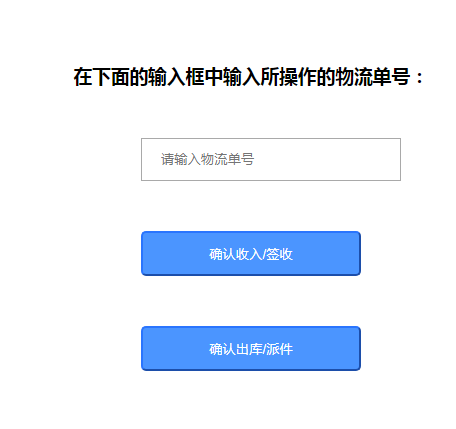 在下面的输入框中输入所操作的物流单号：
请输入物流单号
确认收入/签收
确认出库/派件